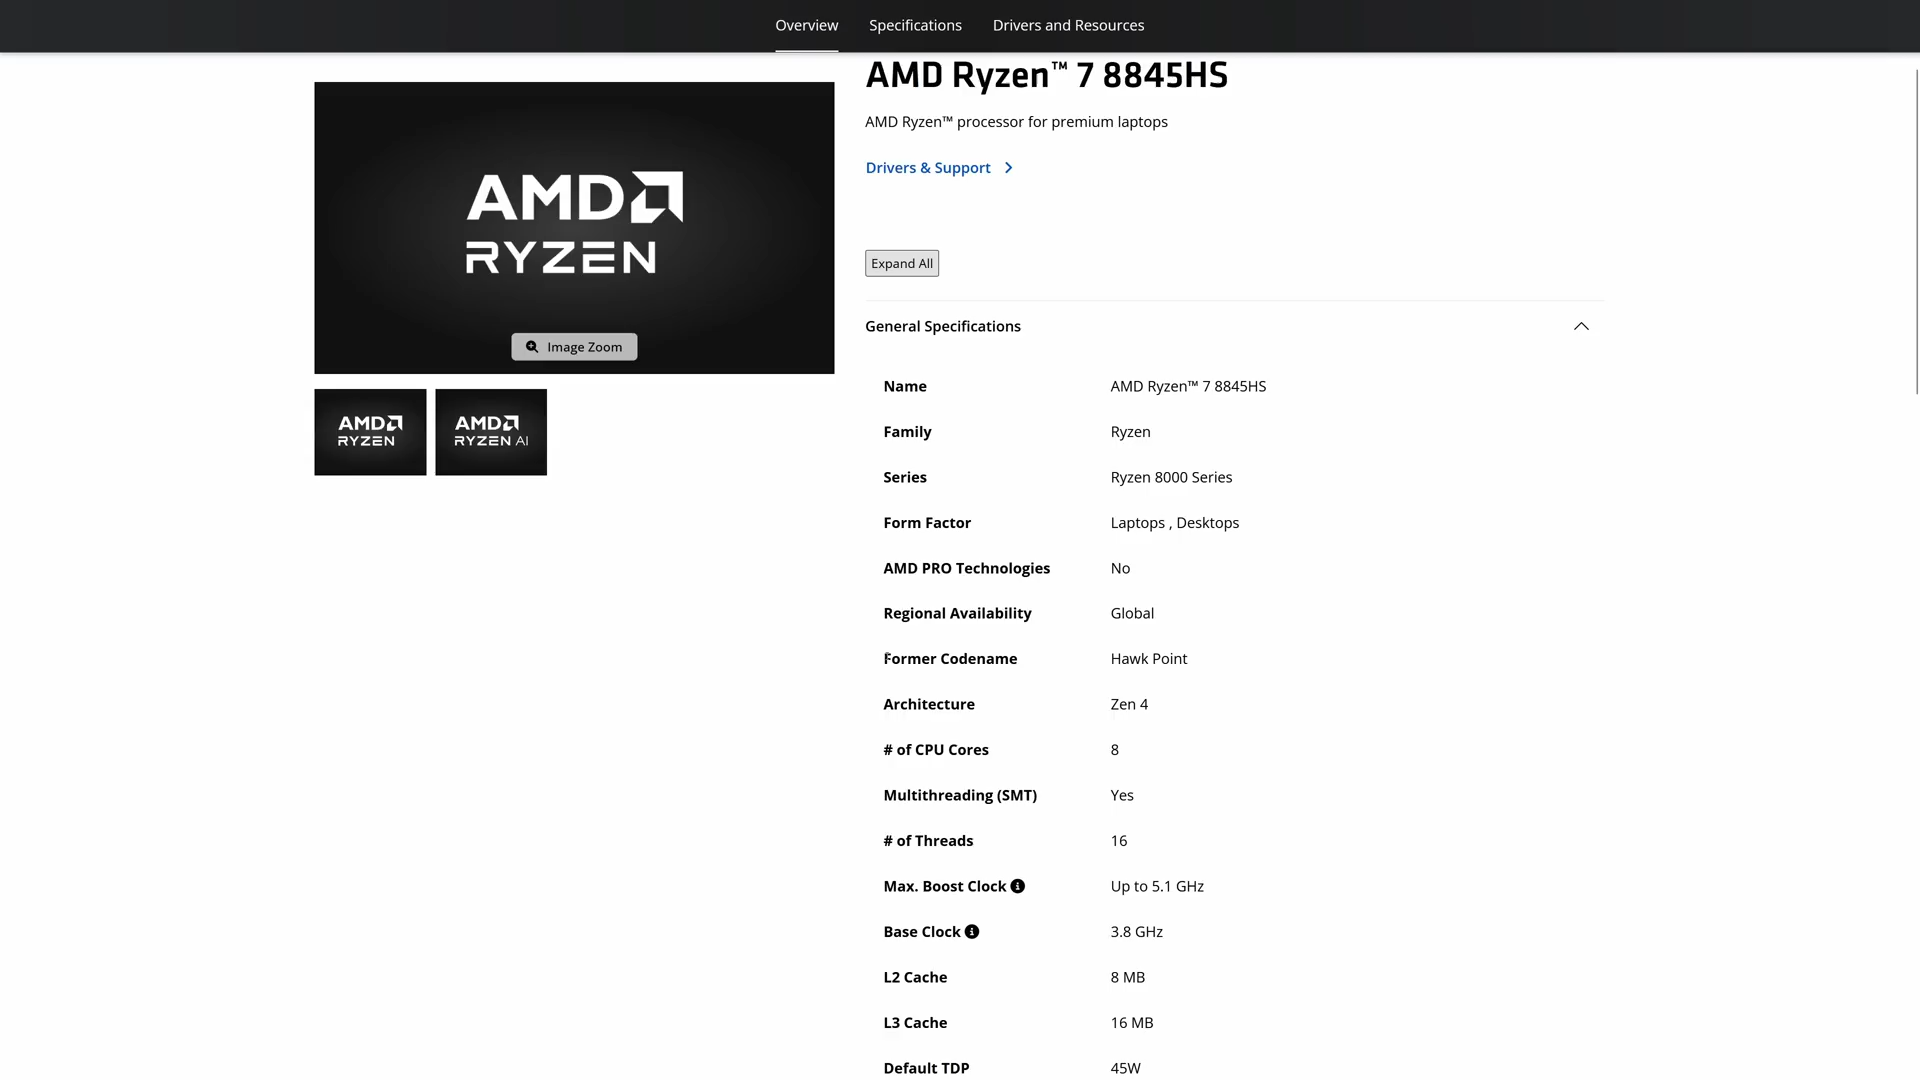 Overview Specifications Drivers and Resources
AMD Ryzen™ 7 8845HS
AMD Ryzen™ processor for premium laptops
Drivers & Support
AMD
RYZEN
Image Zoom
AMD
RYZEN
AMD
RYZEN AI
Expand All
General Specifications
Name AMD Ryzen™ 7 8845HS
Family Ryzen
Series Ryzen 8000 Series
Form Factor Laptops , Desktops
AMD PRO Technologies No
Regional Availability Global
Former Codename Hawk Point
Architecture Zen 4
# of CPU Cores 8
Multithreading (SMT) Yes
# of Threads 16
Max. Boost Clock Up to 5.1 GHz
Base Clock 3.8 GHz
L2 Cache 8 MB
L3 Cache 16 MB
Default TDP 45W